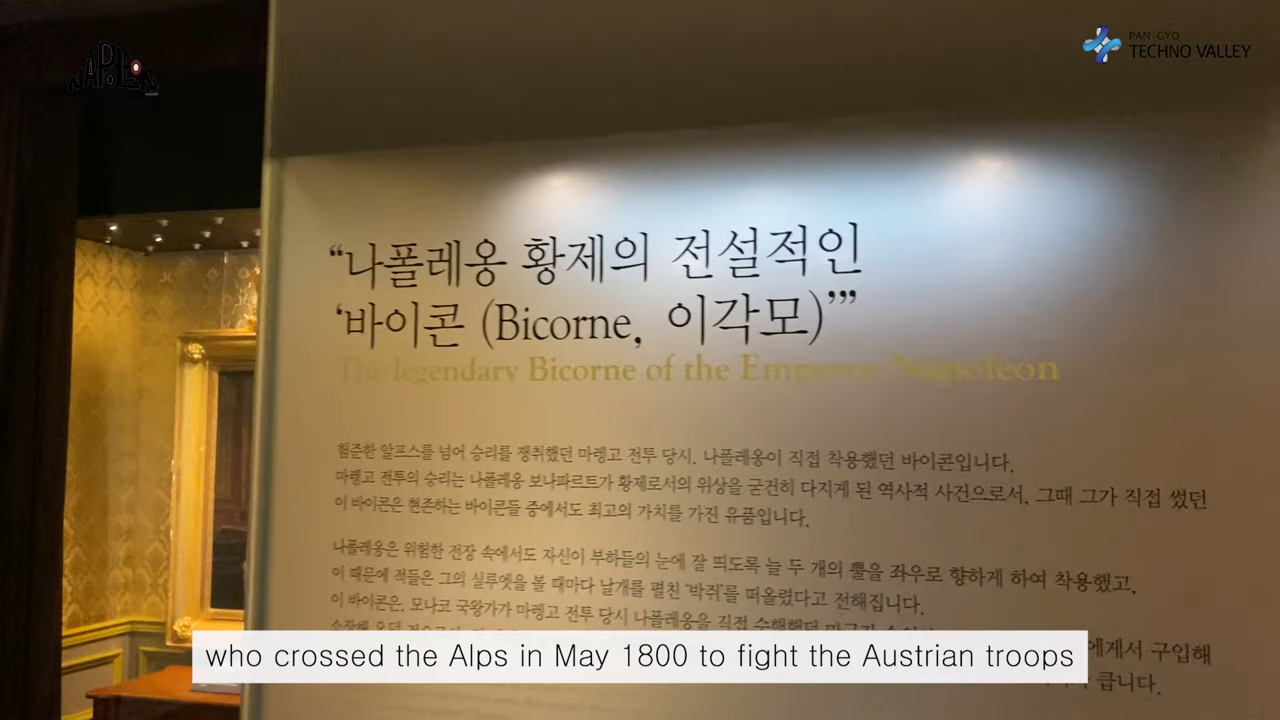 NAPOLEON
PAN-GYO
TECHNO VALLEY
“나폴레옹 황제의 전설적인
‘바이콘 (Bicorne, 이각모)’”
The legendary Bicorne of the Emperor Napoleon
험준한 알프스를 넘어 승리를 쟁취했던 마렝고 전투 당시, 나폴레옹이 직접 착용했던 바이콘입니다.
마렝고 전투의 승리는 나폴레옹 보나파르트가 황제로서의 위상을 굳건히 다지게 된 역사적 사건으로서, 그때 그가 직접 썼던
이 바이콘은 현존하는 바이콘들 중에서도 최고의 가치를 가진 유품입니다.
나폴레옹은 위험한 전장 속에서도 자신이 부하들의 눈에 잘 띄도록 늘 두 개의 뿔을 좌우로 향하게 하여 착용했고,
이 때문에 적들은 그의 실루엣을 볼 때마다 날개를 펼친 ‘박쥐’를 떠올렸다고 전해집니다.
이 바이콘은, 모나코 국왕가가 마렝고 전투 당시 나폴레옹을 직접 수행했던
에게서 구입해
큽니다.
who crossed the Alps in May 1800 to fight the Austrian troops